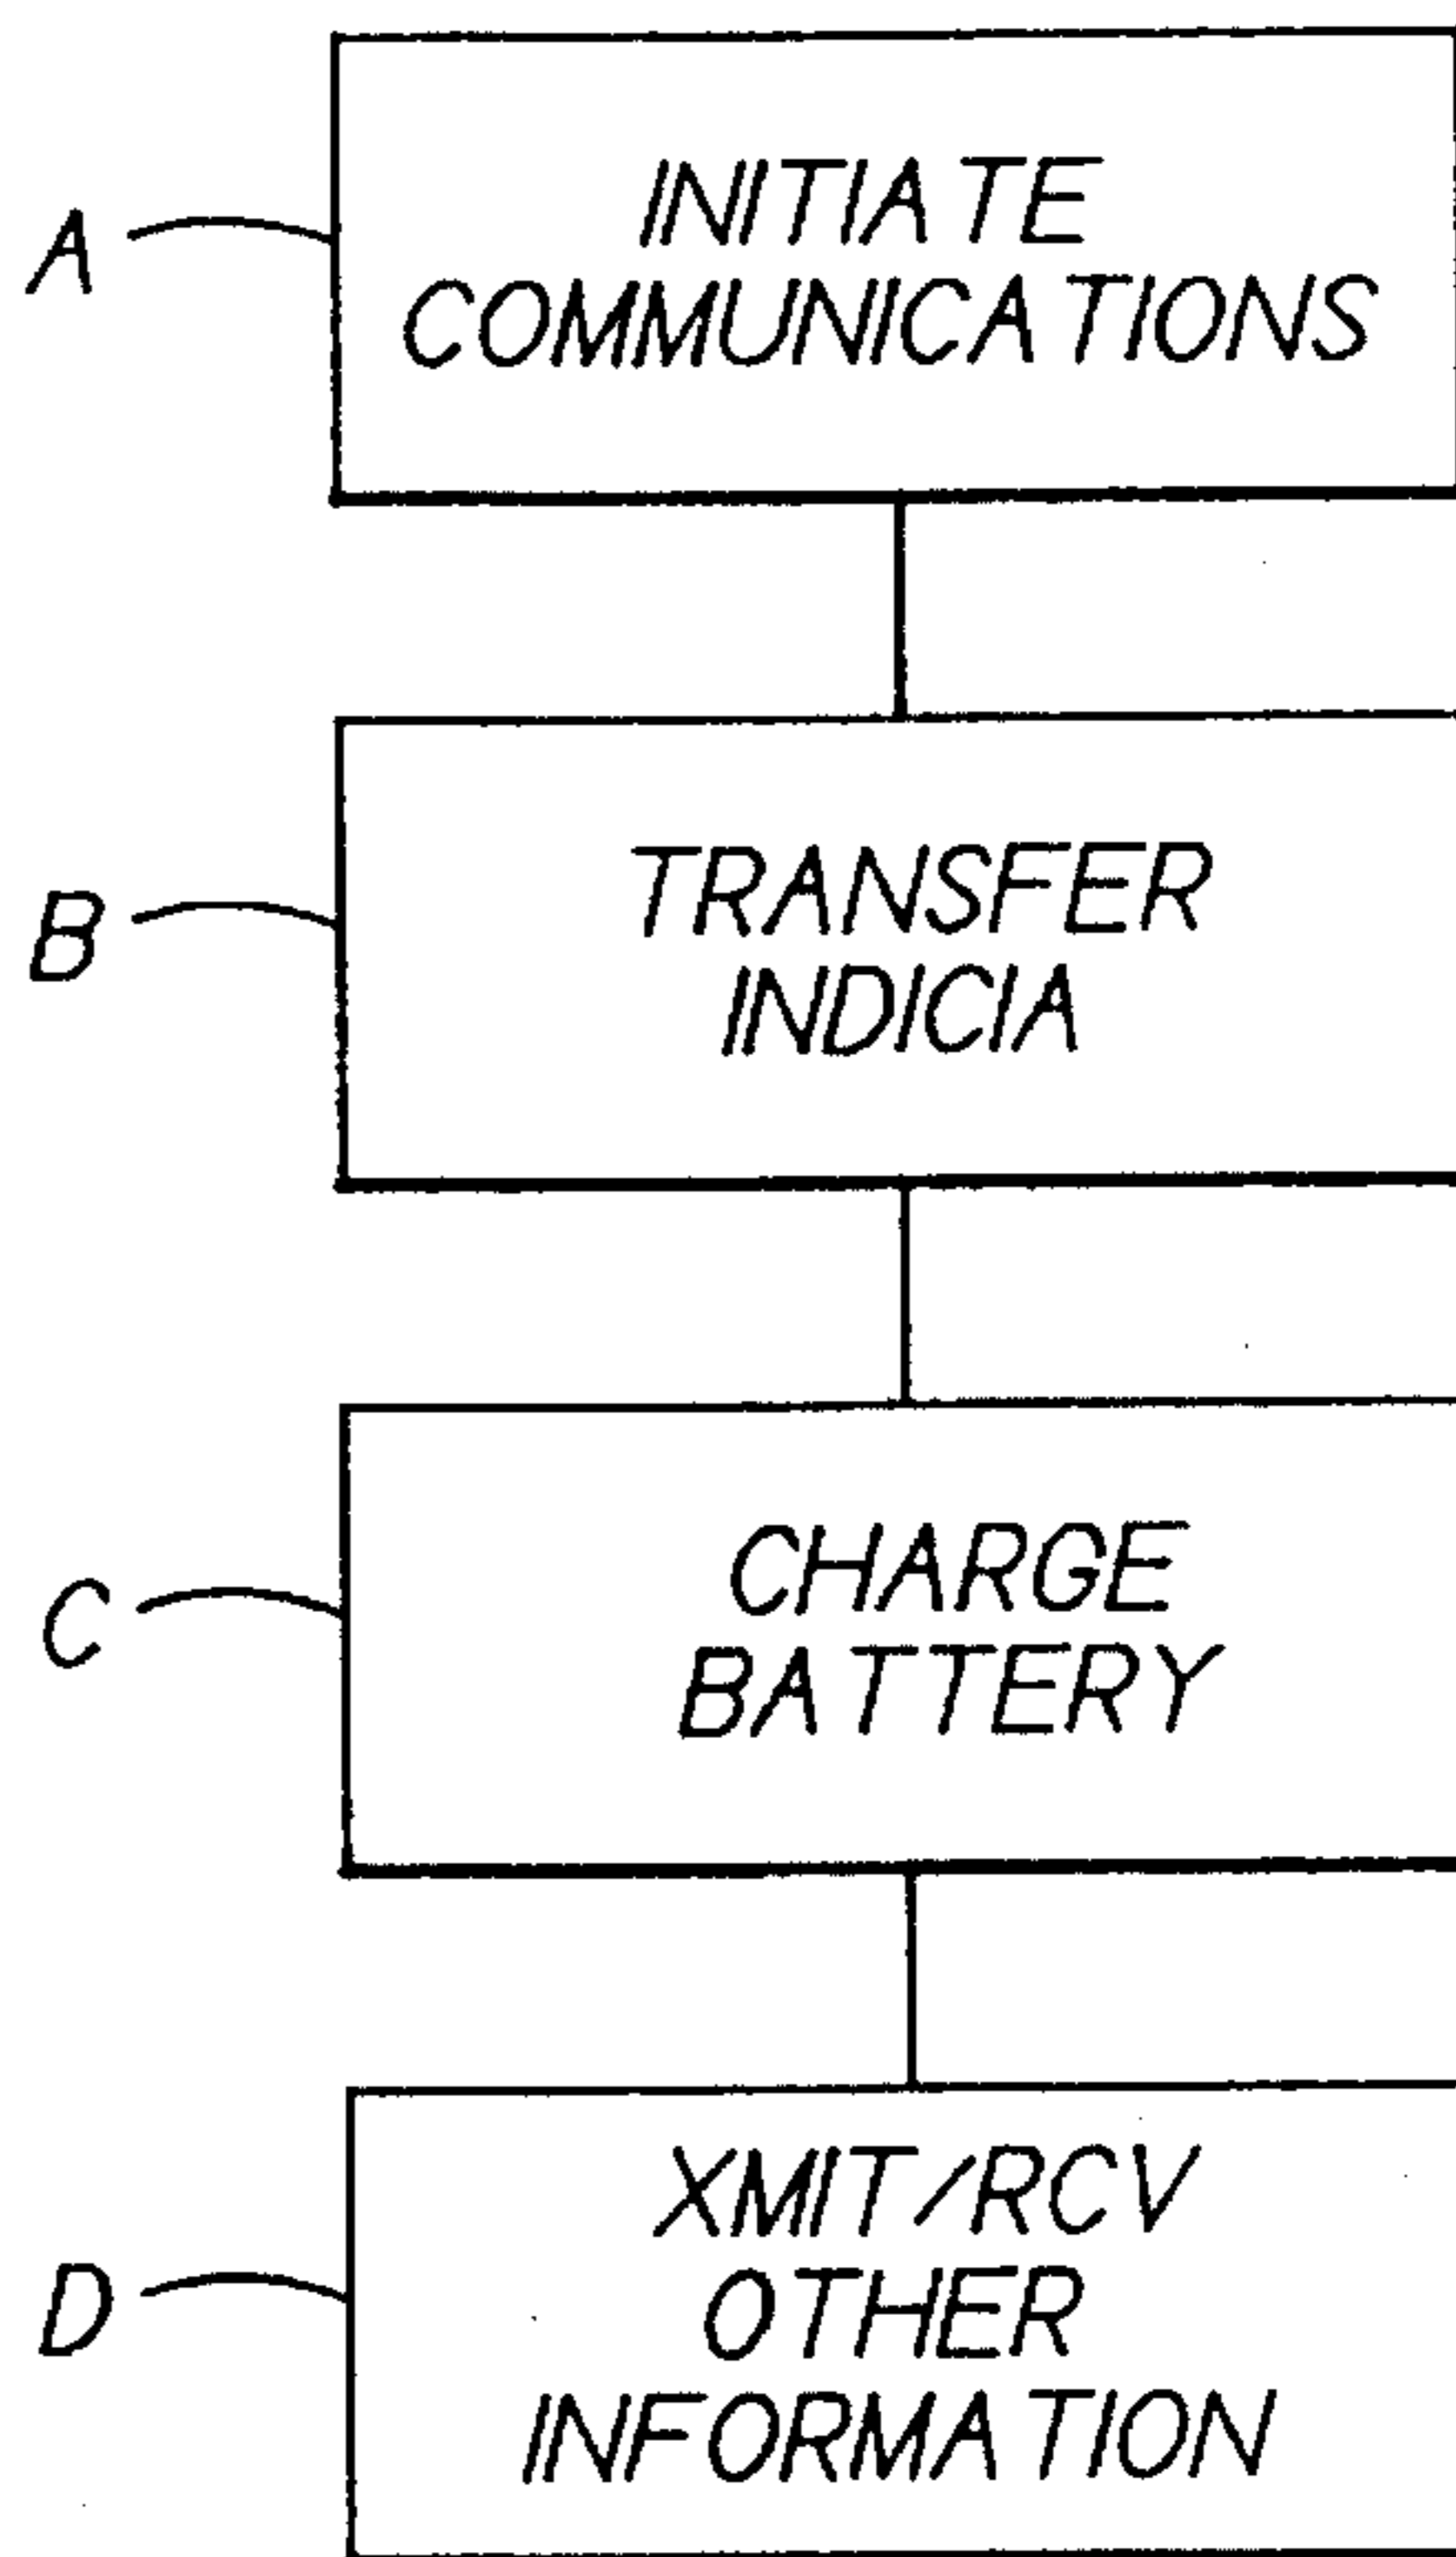 A
INITIATE
COMMUNICATIONS
B
TRANSFER
INDICIA
C
CHARGE
BATTERY
D
XMIT/RCV
OTHER
INFORMATION